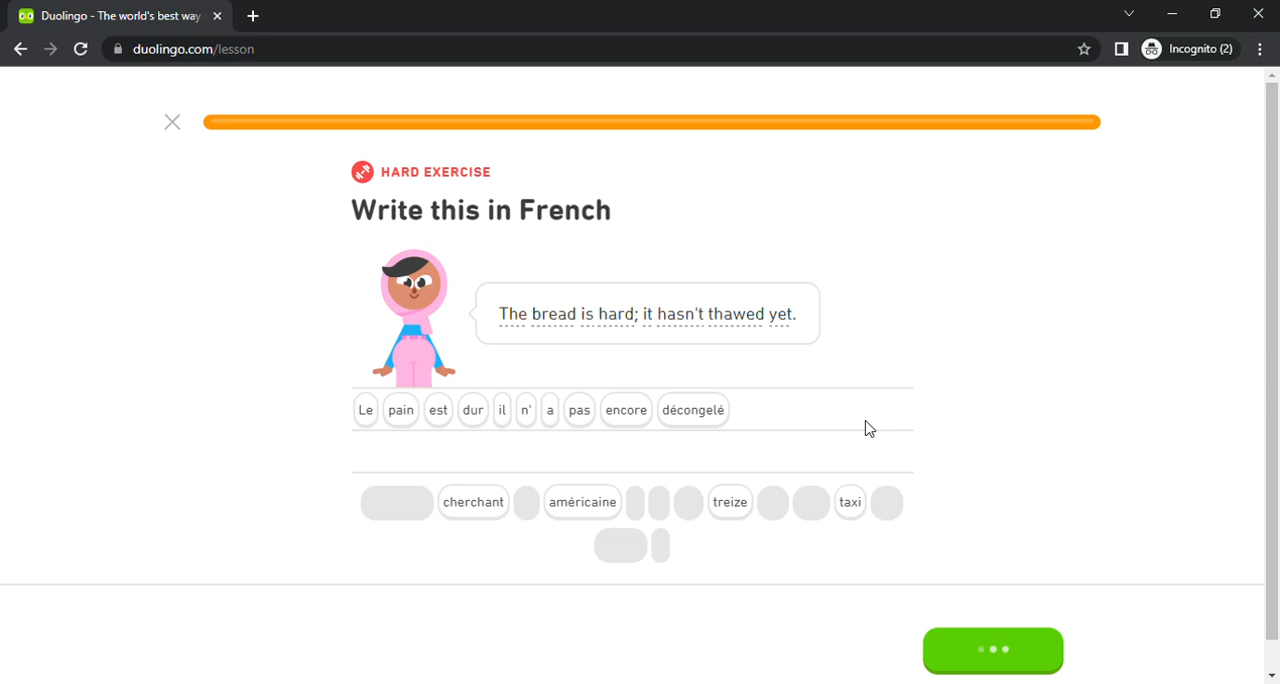 Duolingo - The world's best way
duolingo.com/lesson
Incognito (2)
HARD EXERCISE
Write this in French
The bread is hard; it hasn't thawed yet.
Le pain est dur il n' a pas encore décongelé
cherchant américaine treize taxi